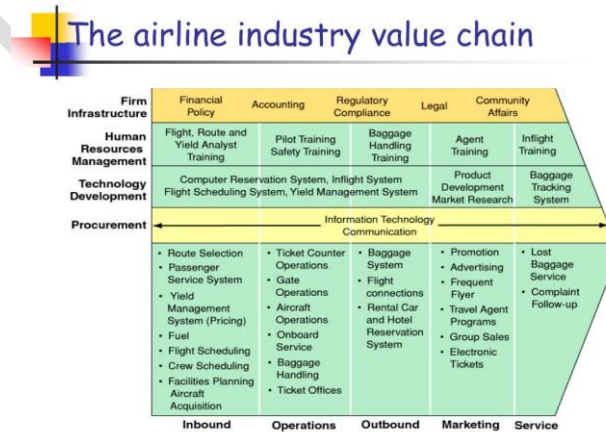 The airline industry value chain
Firm
Infrastructure
Financial
Policy
Accounting
Regulatory
Compliance
Legal
Community
Affairs
Human
Resources
Management
Flight, Route and
Yield Analyst
Training
Pilot Training
Safety Training
Baggage
Handling
Training
Agent
Training
Inflight
Training
Technology
Development
Computer Reservation System, Inflight System
Flight Scheduling System, Yield Management System
Product
Development
Market Research
Baggage
Tracking
System
Procurement
Information Technology
Communication
• Route Selection
• Passenger
Service System
• Yield
Management
System (Pricing)
• Fuel
• Flight Scheduling
• Crew Scheduling
• Facilities Planning
Aircraft
Acquisition
• Ticket Counter
Operations
• Gate
Operations
• Aircraft
Operations
• Onboard
Service
• Baggage
Handling
• Ticket Offices
• Baggage
System
• Flight
connections
• Rental Car
and Hotel
Reservation
System
• Promotion
• Advertising
• Frequent
Flyer
• Travel Agent
Programs
• Group Sales
• Electronic
Tickets
• Lost
Baggage
Service
• Complaint
Follow-up
Inbound
Operations
Outbound
Marketing
Service